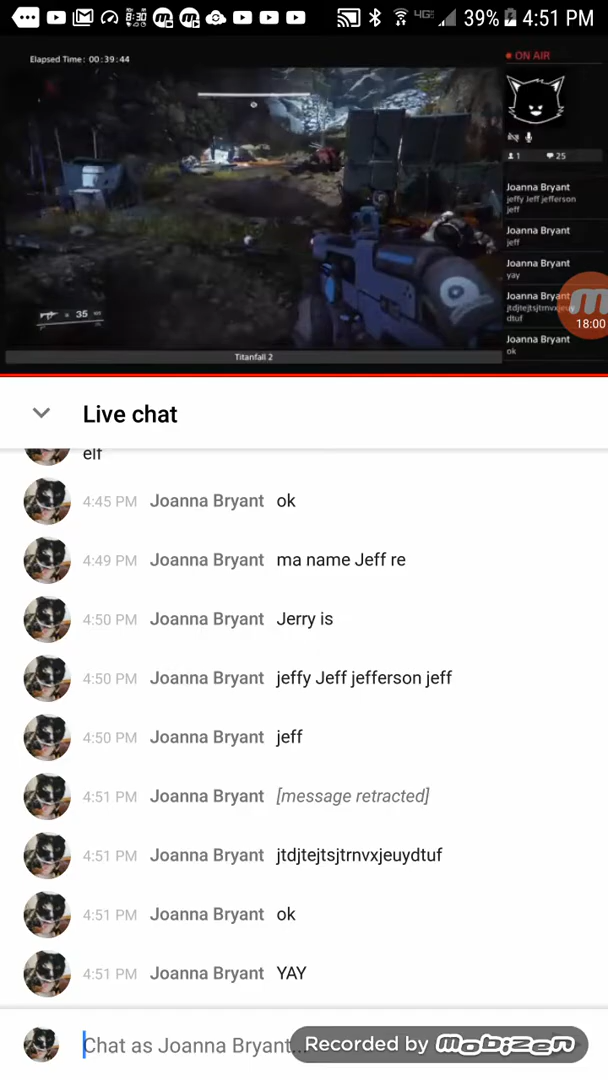 8:30
4G
39%
4:51 PM
Elapsed Time: 00:39:44
ON AIR
1
25
Joanna Bryant
jeffy Jeff jefferson
jeff
Joanna Bryant
jeff
Joanna Bryant
yay
Joanna Bryant
dtuf
Joanna Bryant
ok
18:00
35
Titanfall 2
Live chat
elf
4:45 PM Joanna Bryant ok
4:49 PM Joanna Bryant ma name Jeff re
4:50 PM Joanna Bryant Jerry is
4:50 PM Joanna Bryant jeffy Jeff jefferson jeff
4:50 PM Joanna Bryant jeff
4:51 PM Joanna Bryant [message retracted]
4:51 PM Joanna Bryant jtdjtejtsjtrnvxjeuydtuf
4:51 PM Joanna Bryant ok
4:51 PM Joanna Bryant YAY
Chat as Joanna Bryant...
Recorded by mobizen